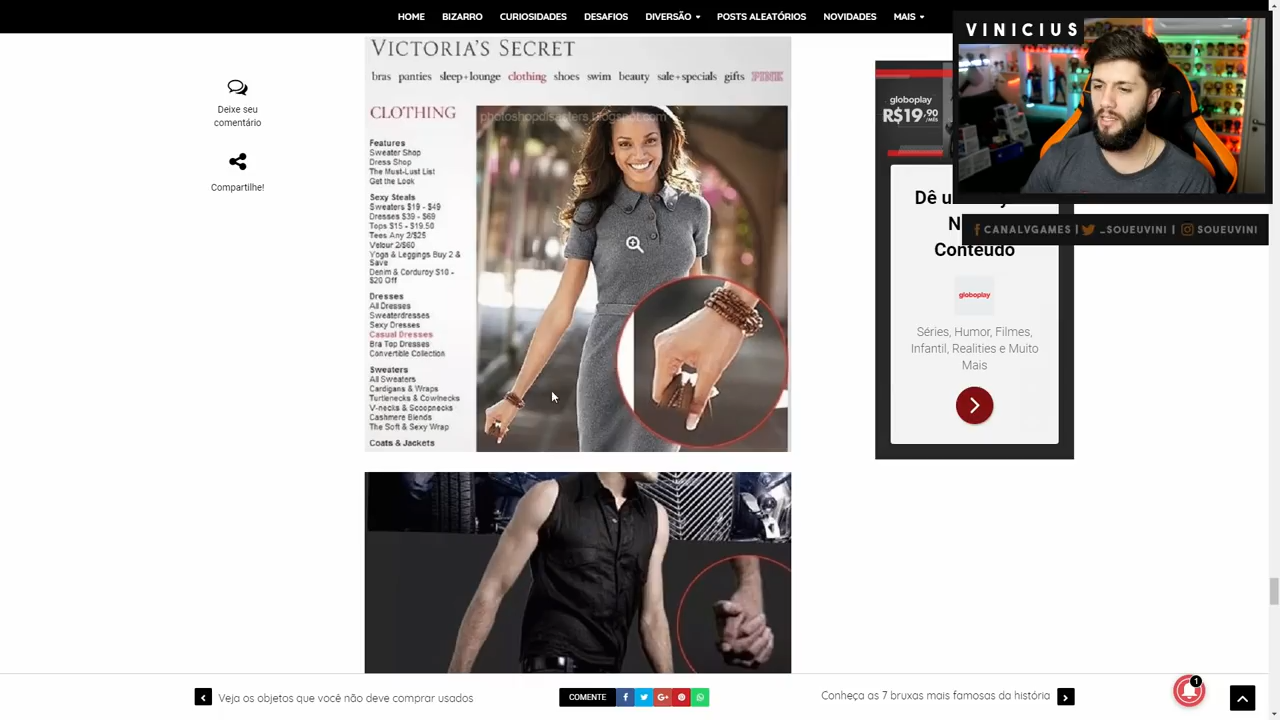 HOME BIZARRO CURIOSIDADES DESAFIOS DIVERSÃO POSTS ALEATÓRIOS NOVIDADES MAIS
VINICIUS
CANALVGAMES | _SOUEUVINI | SOUEUVINI
Deixe seu
comentário
Compartilhe!
VICTORIA'S SECRET
bras panties sleep+lounge clothing shoes swim beauty sale+specials gifts PINK
CLOTHING
photoshopdisasters.blogspot.com
Features
Sweater Shop
Dress Shop
The Must-Lust List
Get the Look
Sexy Steals
Sweaters $19 - $49
Dresses $39 - $69
Tops $15 - $19.50
Tees Any 2/$25
Velour 2/$60
Yoga & Leggings Buy 2 &
Save
Denim & Corduroy $10 -
$20 Off
Dresses
All Dresses
Sweaterdresses
Sexy Dresses
Casual Dresses
Bra Top Dresses
Convertible Collection
Sweaters
All Sweaters
Cardigans & Wraps
Turtlenecks & Cowlnecks
V-necks & Scoopnecks
Cashmere Blends
The Soft & Sexy Wrap
Coats & Jackets
globoplay
R$19,90/MÊS
Dê u
N
Conteúdo
globoplay
Séries, Humor, Filmes,
Infantil, Realities e Muito
Mais
Veja os objetos que você não deve comprar usados
COMENTE
Conheça as 7 bruxas mais famosas da história
1